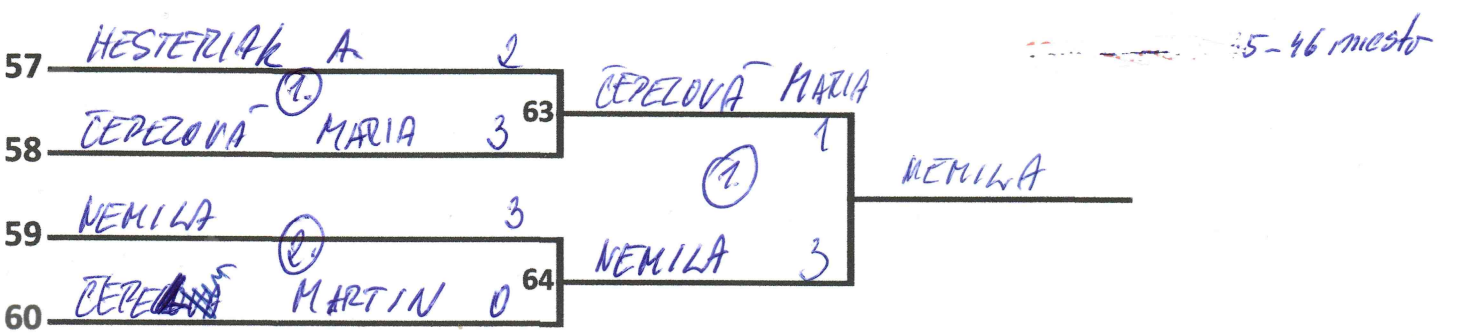 57 HESTERIAK A 2
5-46 miesto
1.
63 ČEPEZOVÁ MARIA 1
58 ČEPEZOVÁ MARIA 3
1.
NEMILA
59 NEMILA 3
2.
64 NEMILA 3
60 MARTIN 0